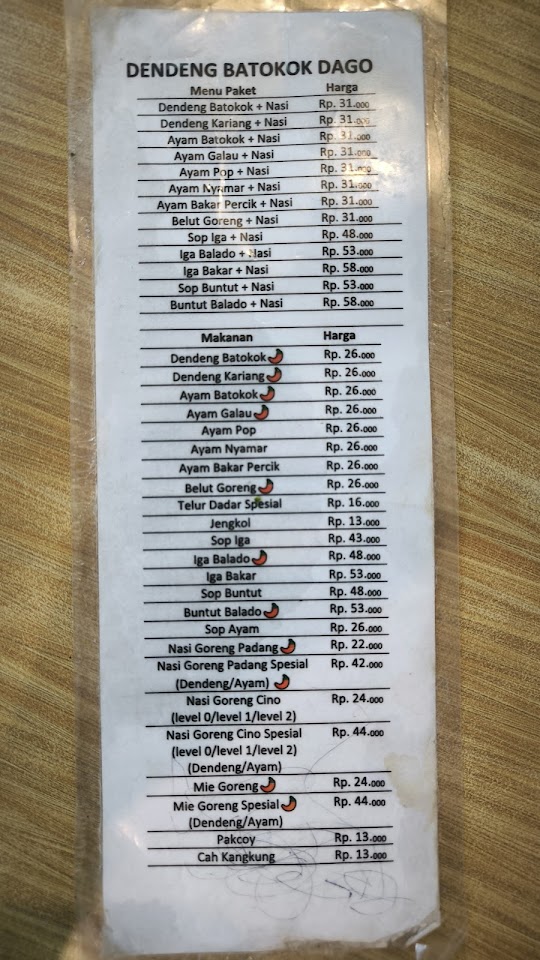 DENDENG BATOKOK DAGO
Menu Paket Harga
Dendeng Batokok + Nasi Rp. 31.000
Dendeng Kariang + Nasi Rp. 31.000
Ayam Batokok + Nasi Rp. 31.000
Ayam Galau + Nasi Rp. 31.000
Ayam Pop + Nasi Rp. 31.000
Ayam Nyamar + Nasi Rp. 31.000
Ayam Bakar Percik + Nasi Rp. 31.000
Belut Goreng + Nasi Rp. 31.000
Sop Iga + Nasi Rp. 48.000
Iga Balado + Nasi Rp. 53.000
Iga Bakar + Nasi Rp. 58.000
Sop Buntut + Nasi Rp. 53.000
Buntut Balado + Nasi Rp. 58.000
Makanan Harga
Dendeng Batokok Rp. 26.000
Dendeng Kariang Rp. 26.000
Ayam Batokok Rp. 26.000
Ayam Galau Rp. 26.000
Ayam Pop Rp. 26.000
Ayam Nyamar Rp. 26.000
Ayam Bakar Percik Rp. 26.000
Belut Goreng Rp. 26.000
Telur Dadar Spesial Rp. 16.000
Jengkol Rp. 13.000
Sop Iga Rp. 43.000
Iga Balado Rp. 48.000
Iga Bakar Rp. 53.000
Sop Buntut Rp. 48.000
Buntut Balado Rp. 53.000
Sop Ayam Rp. 26.000
Nasi Goreng Padang Rp. 22.000
Nasi Goreng Padang Spesial Rp. 42.000
(Dendeng/Ayam)
Nasi Goreng Cino Rp. 24.000
(level 0/level 1/level 2)
Nasi Goreng Cino Spesial Rp. 44.000
(level 0/level 1/level 2)
(Dendeng/Ayam)
Mie Goreng Rp. 24.000
Mie Goreng Spesial Rp. 44.000
(Dendeng/Ayam)
Pakcoy Rp. 13.000
Cah Kangkung Rp. 13.000